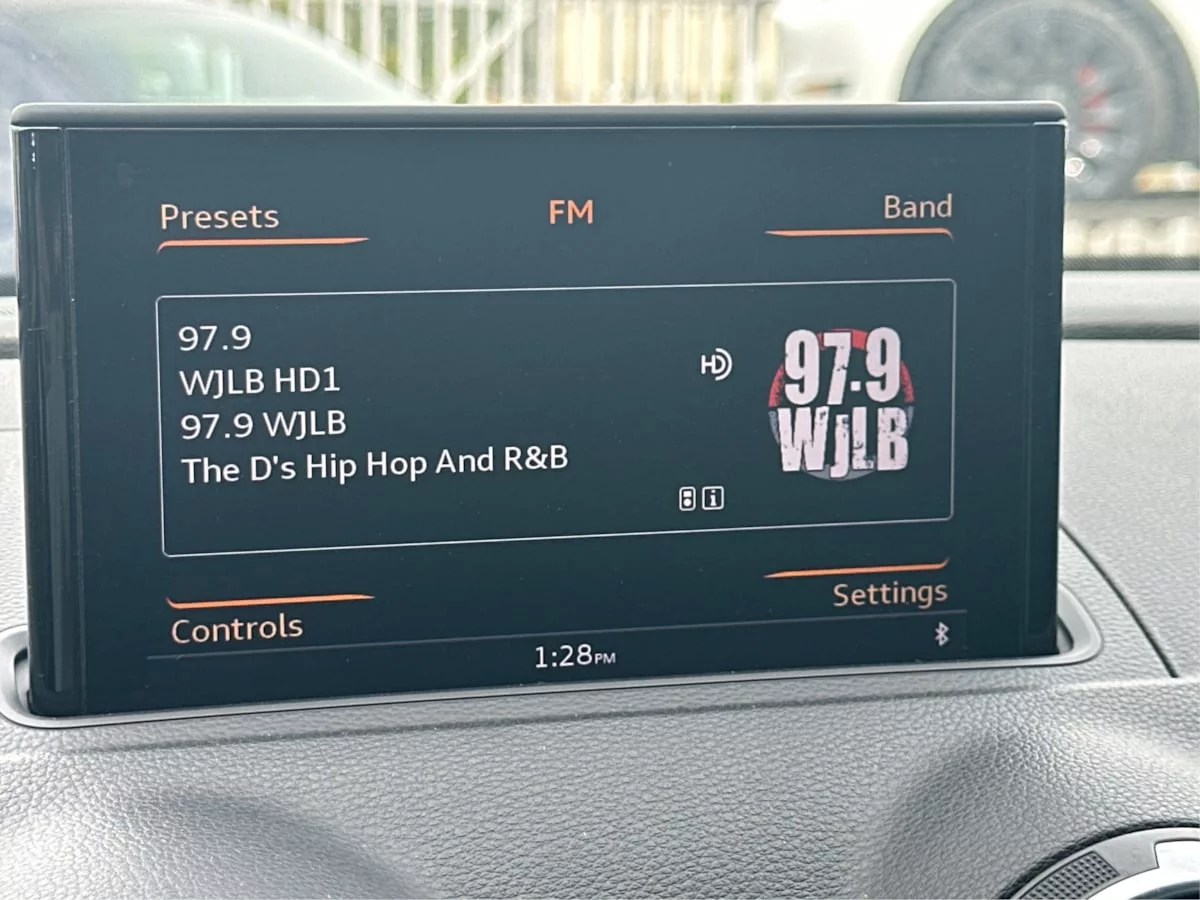 Presets
FM
Band
97.9
WJLB HD1
97.9 WJLB
The D's Hip Hop And R&B
HD
97.9
WJLB
i
Controls
Settings
1:28PM